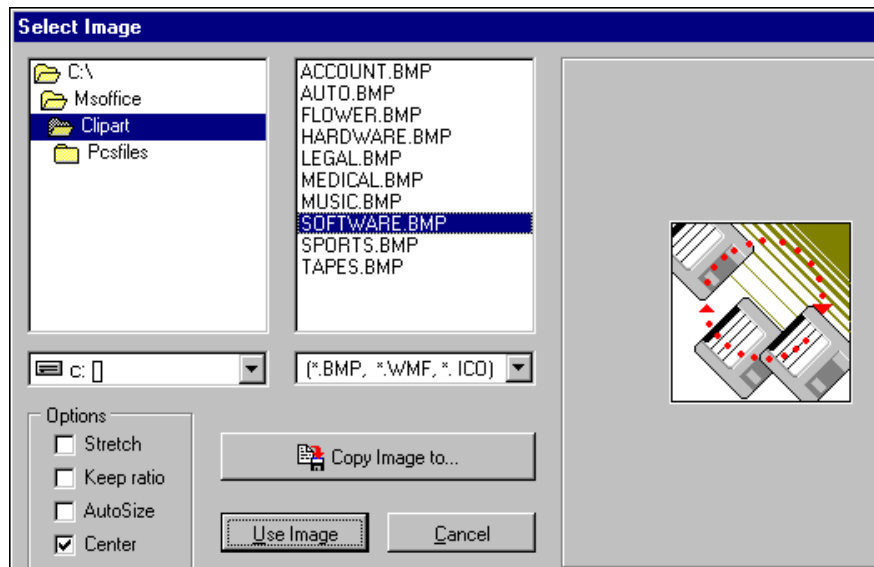 Select Image
C:\
Msoffice
Clipart
Pcsfiles
ACCOUNT.BMP
AUTO.BMP
FLOWER.BMP
HARDWARE.BMP
LEGAL.BMP
MEDICAL.BMP
MUSIC.BMP
SOFTWARE.BMP
SPORTS.BMP
TAPES.BMP
c: []
(*.BMP, *.WMF, *. ICO)
Options
Stretch
Keep ratio
AutoSize
Center
Copy Image to...
Use Image
Cancel